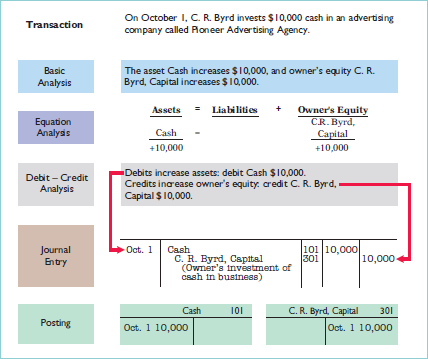 Transaction
On October 1, C. R. Byrd invests $10,000 cash in an advertising
company called Pioneer Advertising Agency.
Basic
Analysis
The asset Cash increases $10,000, and owner's equity C. R.
Byrd, Capital increases $10,000.
Equation
Analysis
Assets = Liabilities + Owner's Equity
C.R. Byrd,
Cash = Capital
+10,000 +10,000
Debit – Credit
Analysis
Debits increase assets: debit Cash $10,000.
Credits increase owner's equity: credit C. R. Byrd,
Capital $10,000.
Journal
Entry
Oct. 1 Cash 101 10,000
C. R. Byrd, Capital 301 10,000
(Owner's investment of
cash in business)
Posting
Cash 101
Oct. 1 10,000
C. R. Byrd, Capital 301
Oct. 1 10,000